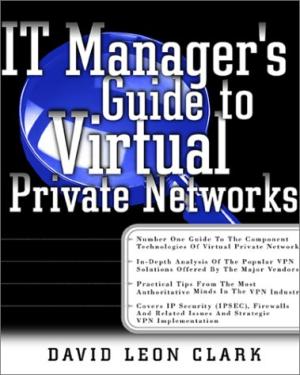 IT Manager's
Guide to
Virtual
Private Networks
Number One Guide To The Component
Technologies Of Virtual Private Network
In-Depth Analysis Of The Popular VPN
Solutions Offered By The Major Vendors
Practical Tips From The Most
Authoritative Minds In The VPN Industr
Covers IP Security (IPSEC), Firewalls
And Related Issues And Strategic
VPN Implementation
DAVID LEON CLARK